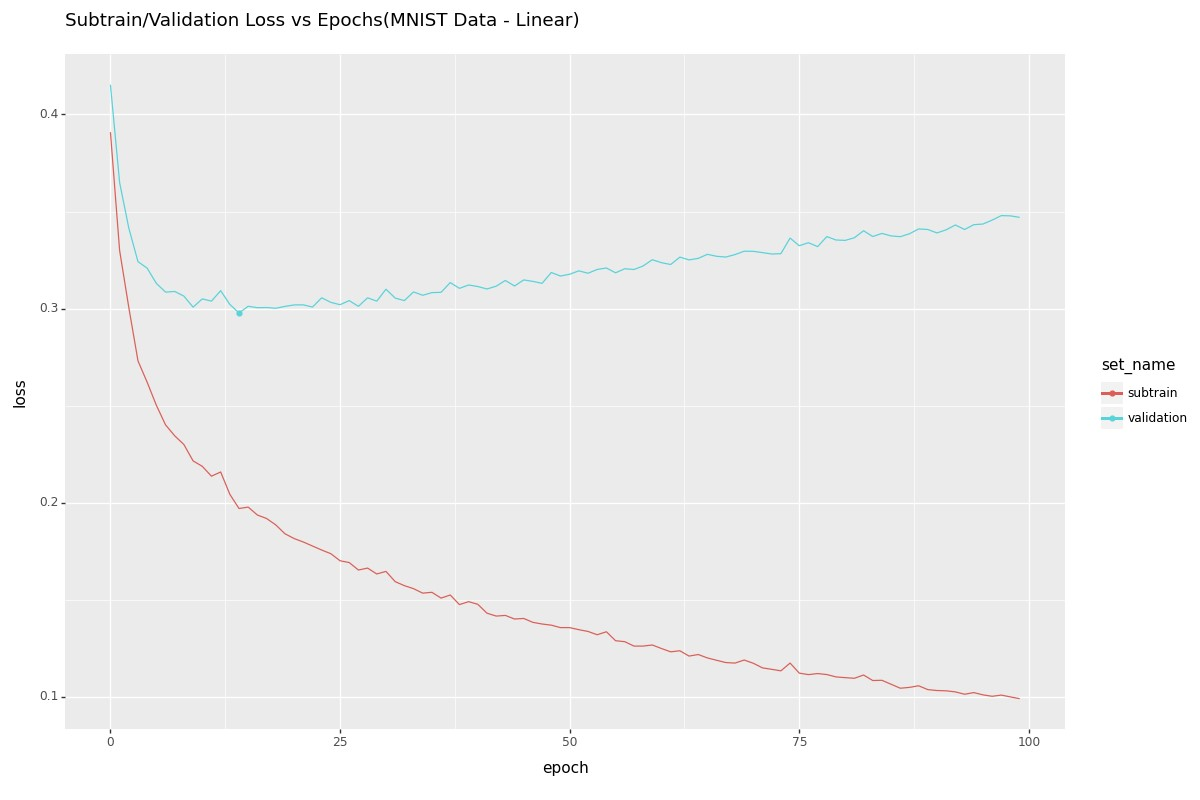 Subtrain/Validation Loss vs Epochs(MNIST Data - Linear)
0.4
0.3
0.2
0.1
loss
0
25
50
75
100
epoch
set_name
subtrain
validation